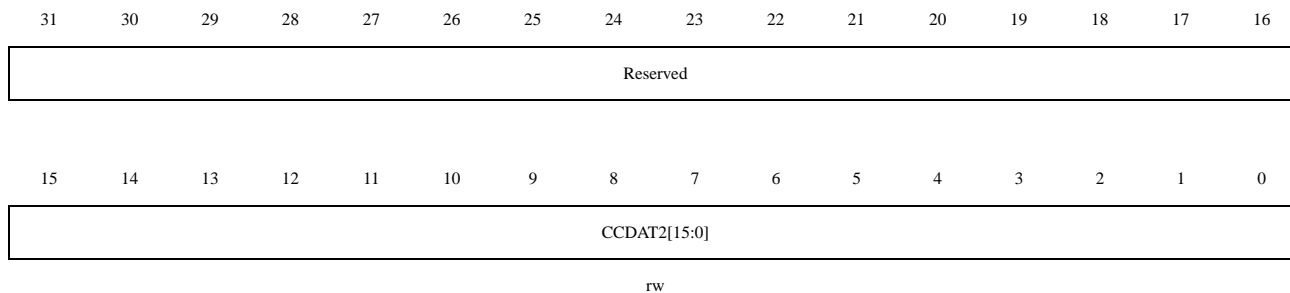 31 30 29 28 27 26 25 24 23 22 21 20 19 18 17 16
Reserved
15 14 13 12 11 10 9 8 7 6 5 4 3 2 1 0
CCDAT2[15:0]
rw